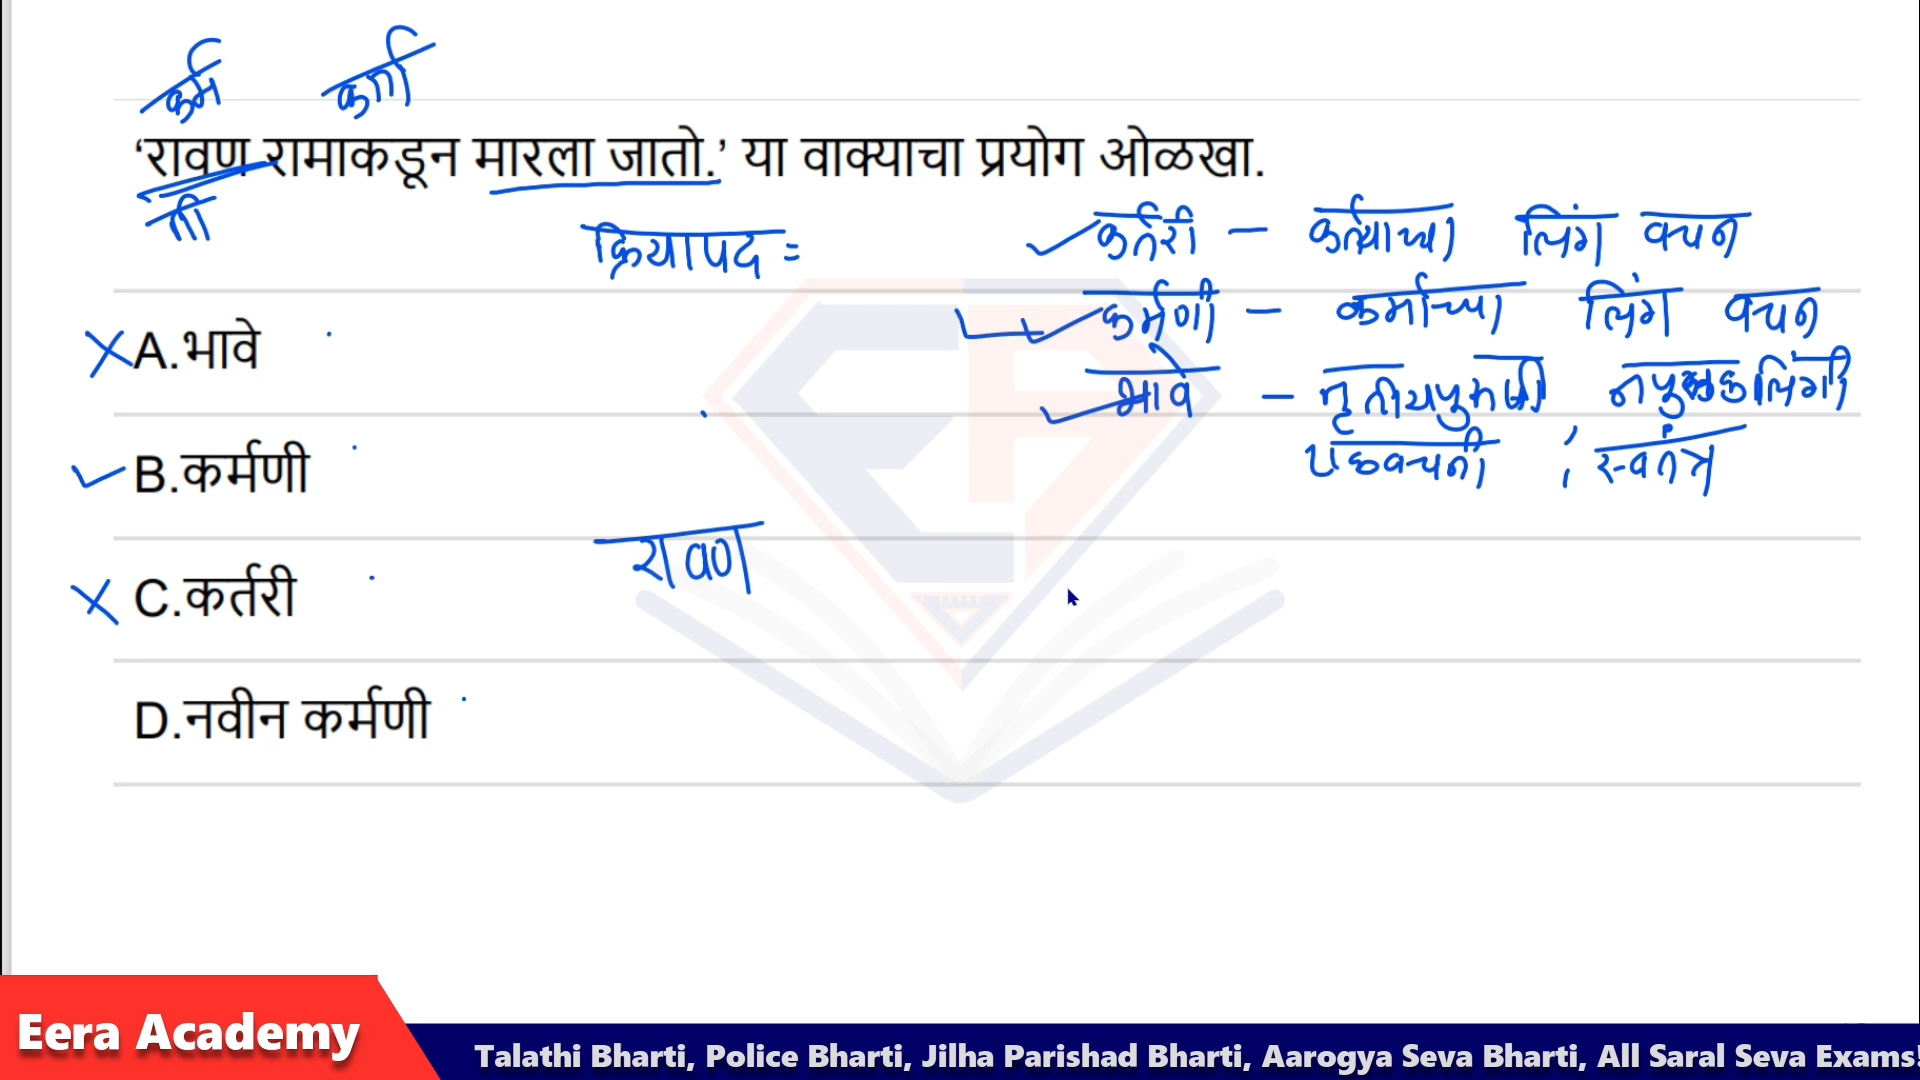 कर्म कर्ता
‘रावण रामाकडून मारला जातो.’ या वाक्याचा प्रयोग ओळखा.
तो
क्रियापद =
कर्तरी – कर्त्याच्या लिंग वचन
कर्मणी – कर्माच्या लिंग वचन
भावे – तृतीयपुरुषी नपुसकलिंगी
एकवचनी ; स्वतंत्र
A.भावे
B.कर्मणी
रावण
C.कर्तरी
D.नवीन कर्मणी
Eera Academy
Talathi Bharti, Police Bharti, Jilha Parishad Bharti, Aarogya Seva Bharti, All Saral Seva Exams!